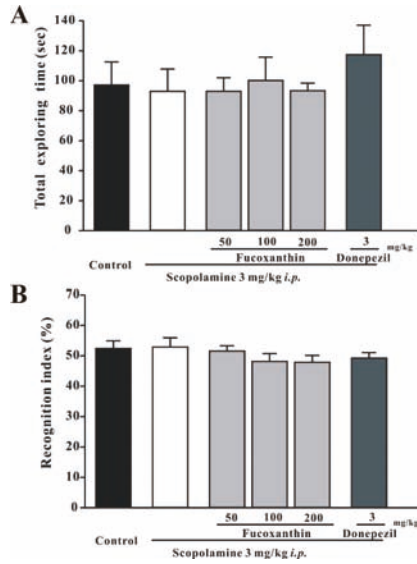 A
Total exploring time (sec)
140
120
100
80
60
40
20
0
50 100 200 3 mg/kg
Control Fucoxanthin Donepezil
Scopolamine 3 mg/kg i.p.
B
Recognition index (%)
70
60
50
40
30
20
10
0
50 100 200 3 mg/kg
Fucoxanthin Donepezil
Control
Scopolamine 3 mg/kg i.p.